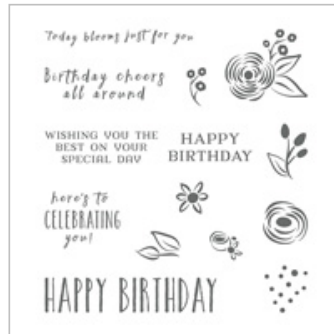 Today blooms just for you
Birthday cheers
all around
WISHING YOU THE
BEST ON YOUR
SPECIAL DAY
HAPPY
BIRTHDAY
here's to
CELEBRATING
you!
HAPPY BIRTHDAY